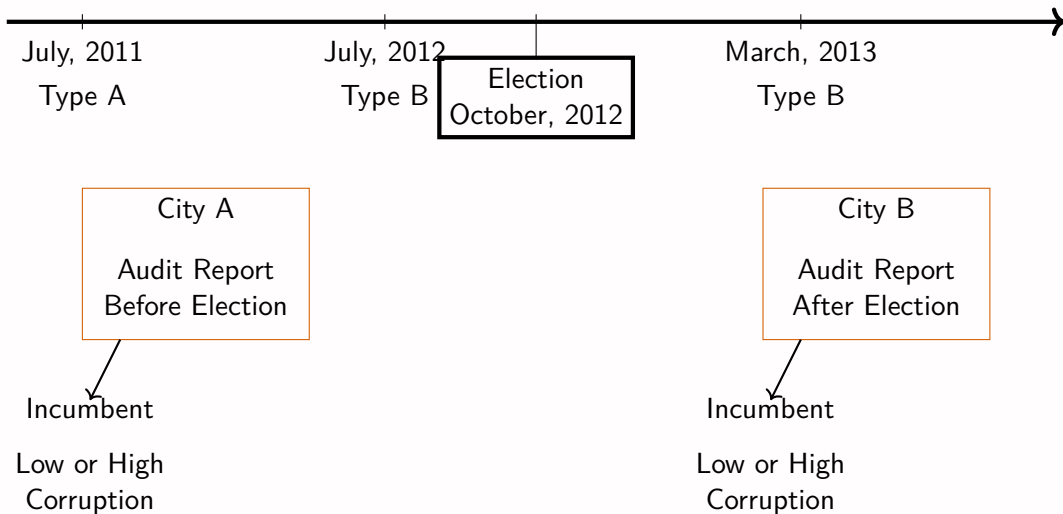 July, 2011
Type A
July, 2012
Type B
Election
October, 2012
March, 2013
Type B
City A
Audit Report
Before Election
Incumbent
Low or High
Corruption
City B
Audit Report
After Election
Incumbent
Low or High
Corruption